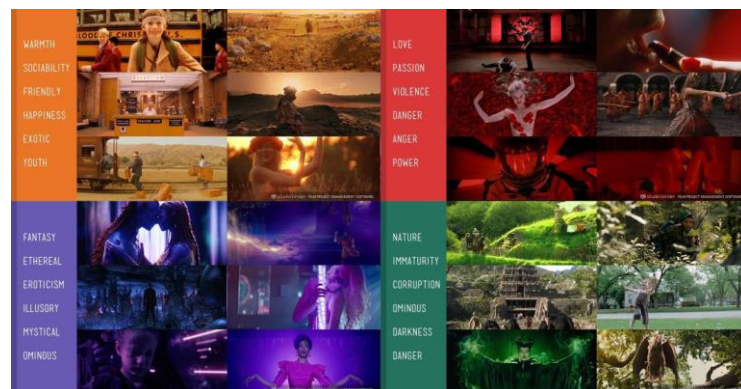 WARMTH
SOCIABILITY
FRIENDLY
HAPPINESS
EXOTIC
YOUTH
LOVE
PASSION
VIOLENCE
DANGER
ANGER
POWER
FANTASY
ETHEREAL
EROTICISM
ILLUSORY
MYSTICAL
OMINOUS
NATURE
IMMATURITY
CORRUPTION
OMINOUS
DARKNESS
DANGER